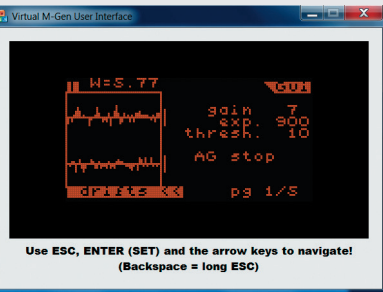 Virtual M-Gen User Interface
W=5.77
GUM
gain 7
exp. 900
thresh. 10
AG stop
drifts << pg 1/5
Use ESC, ENTER (SET) and the arrow keys to navigate!
(Backspace = long ESC)